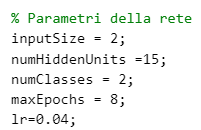 % Parametri della rete
inputSize = 2;
numHiddenUnits =15;
numClasses = 2;
maxEpochs = 8;
lr=0.04;